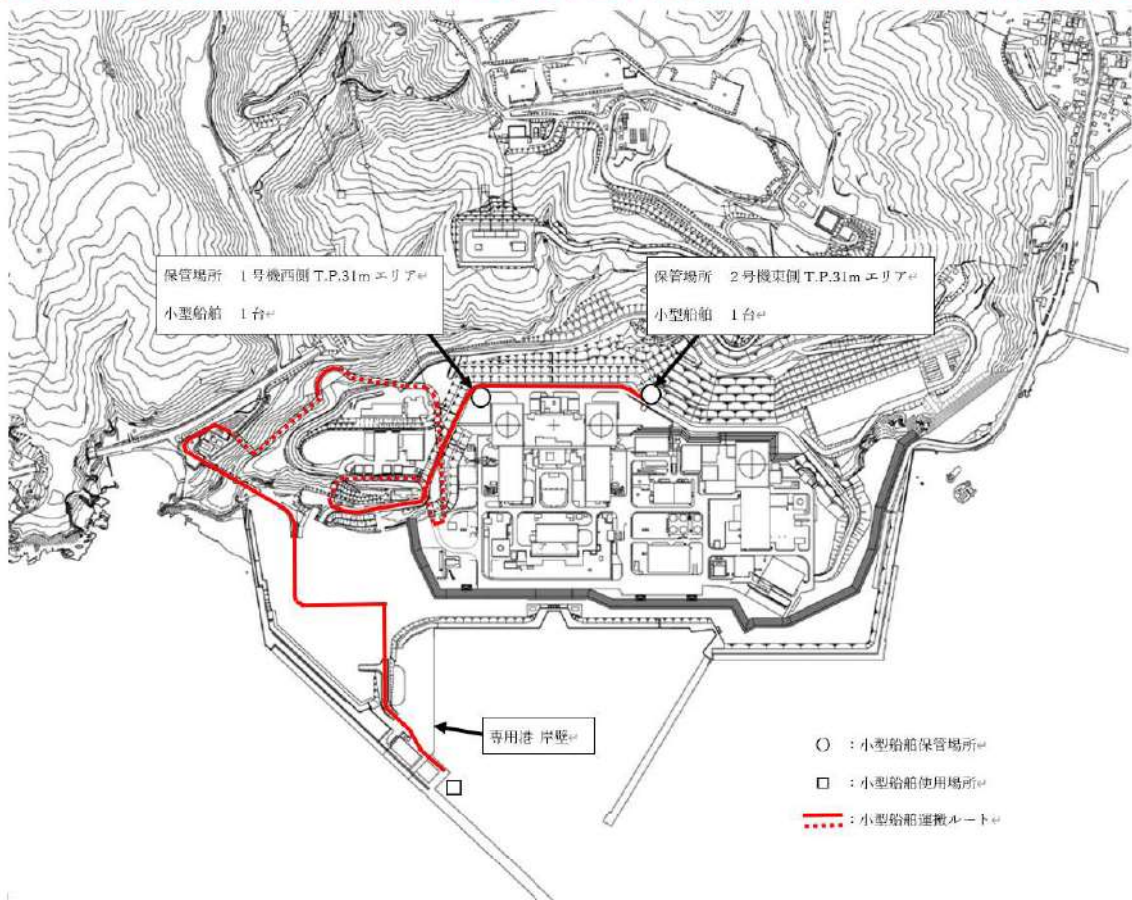 保管場所 1号機西側 T.P.31m エリア↵
小型船舶 1台↵
保管場所 2号機東側 T.P.31m エリア↵
小型船舶 1台↵
専用港 岸壁↵
○ :小型船舶保管場所↵
□ :小型船舶使用場所↵
:小型船舶運搬ルート↵